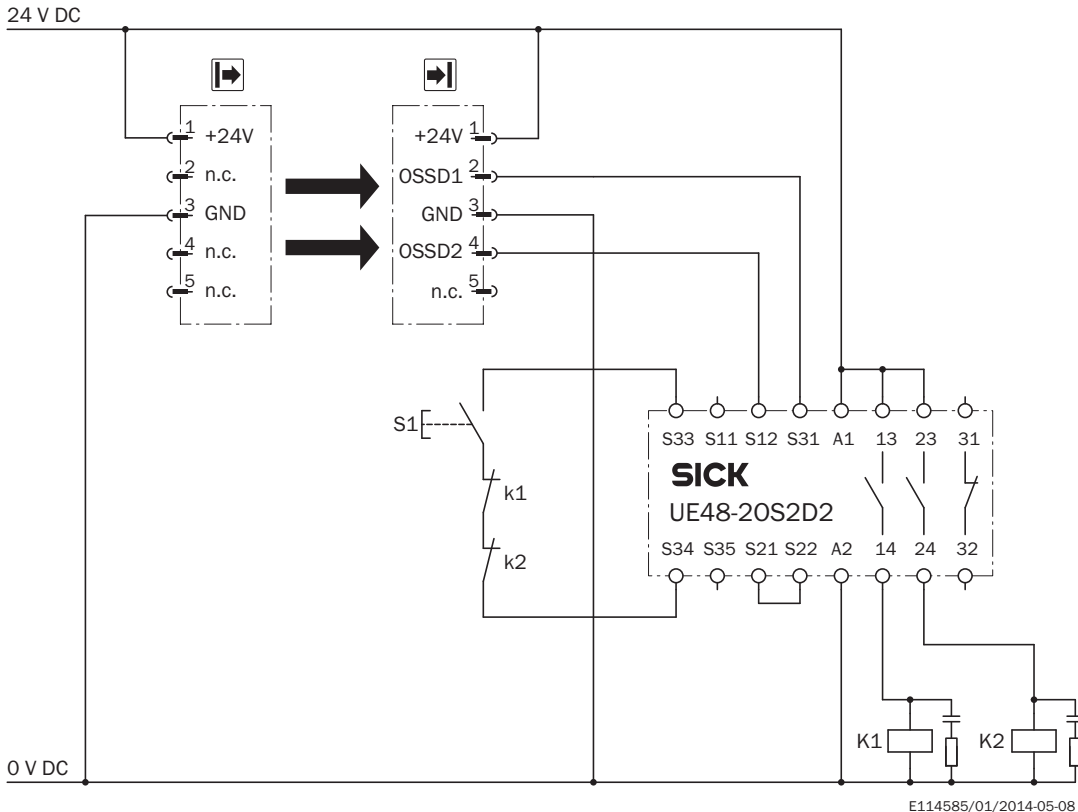 24 V DC
1 +24V
2 n.c.
3 GND
4 n.c.
5 n.c.
+24V 1
OSSD1 2
GND 3
OSSD2 4
n.c. 5
S1
k1
k2
S33 S11 S12 S31 A1 13 23 31
SICK
UE48-20S2D2
S34 S35 S21 S22 A2 14 24 32
K1
K2
0 V DC
E114585/01/2014-05-08